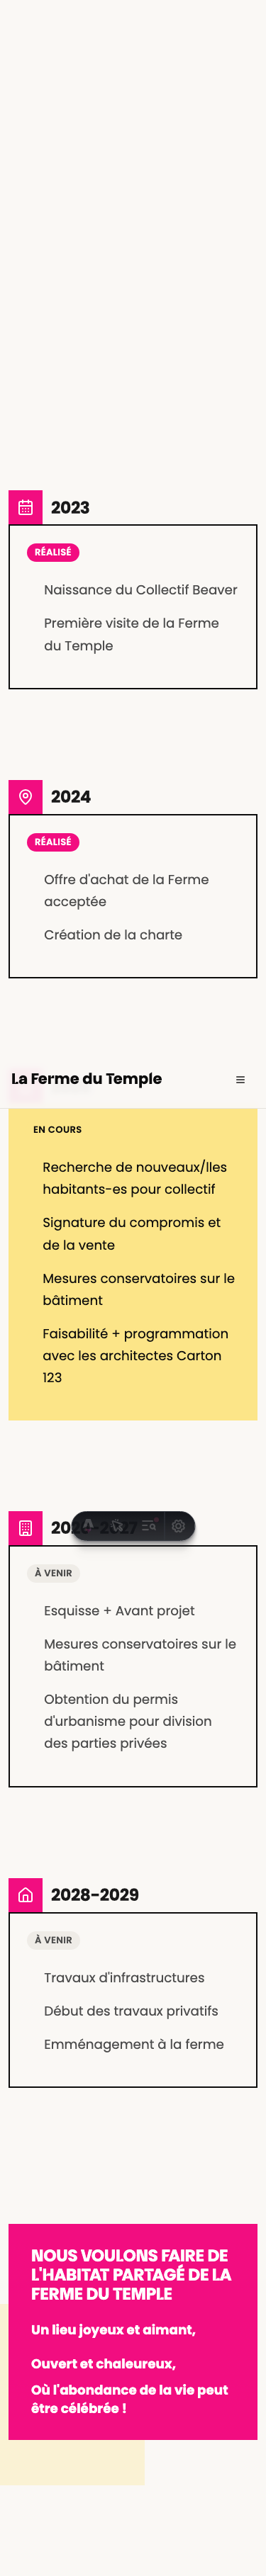 2023
RÉALISÉ
Naissance du Collectif Beaver
Première visite de la Ferme
du Temple
2024
RÉALISÉ
Offre d'achat de la Ferme
acceptée
Création de la charte
La Ferme du Temple
EN COURS
Recherche de nouveaux/lles
habitants-es pour collectif
Signature du compromis et
de la vente
Mesures conservatoires sur le
bâtiment
Faisabilité + programmation
avec les architectes Carton
123
2026-2027
À VENIR
Esquisse + Avant projet
Mesures conservatoires sur le
bâtiment
Obtention du permis
d'urbanisme pour division
des parties privées
2028-2029
À VENIR
Travaux d'infrastructures
Début des travaux privatifs
Emménagement à la ferme
NOUS VOULONS FAIRE DE
L'HABITAT PARTAGÉ DE LA
FERME DU TEMPLE
Un lieu joyeux et aimant,
Ouvert et chaleureux,
Où l'abondance de la vie peut
être célébrée !